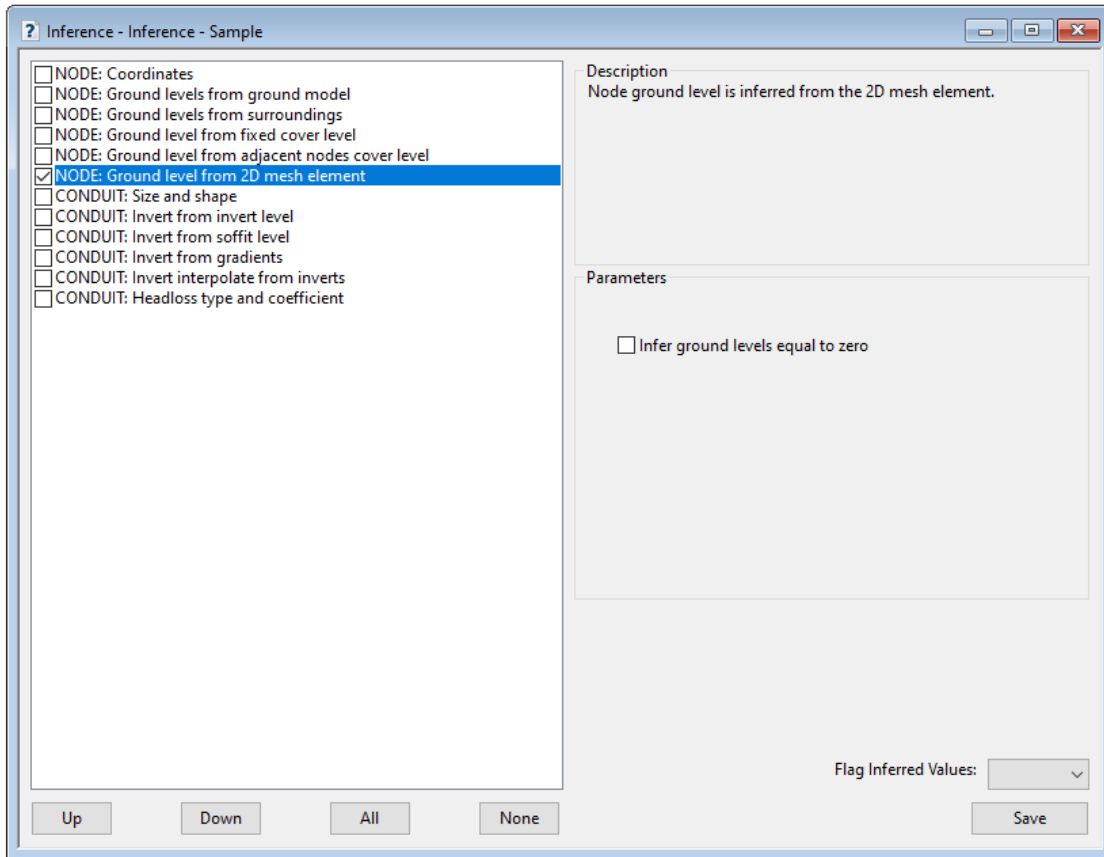 Inference - Inference - Sample
NODE: Coordinates
NODE: Ground levels from ground model
NODE: Ground levels from surroundings
NODE: Ground level from fixed cover level
NODE: Ground level from adjacent nodes cover level
NODE: Ground level from 2D mesh element
CONDUIT: Size and shape
CONDUIT: Invert from invert level
CONDUIT: Invert from soffit level
CONDUIT: Invert from gradients
CONDUIT: Invert interpolate from inverts
CONDUIT: Headloss type and coefficient
Description
Node ground level is inferred from the 2D mesh element.
Parameters
Infer ground levels equal to zero
Flag Inferred Values:
Up
Down
All
None
Save